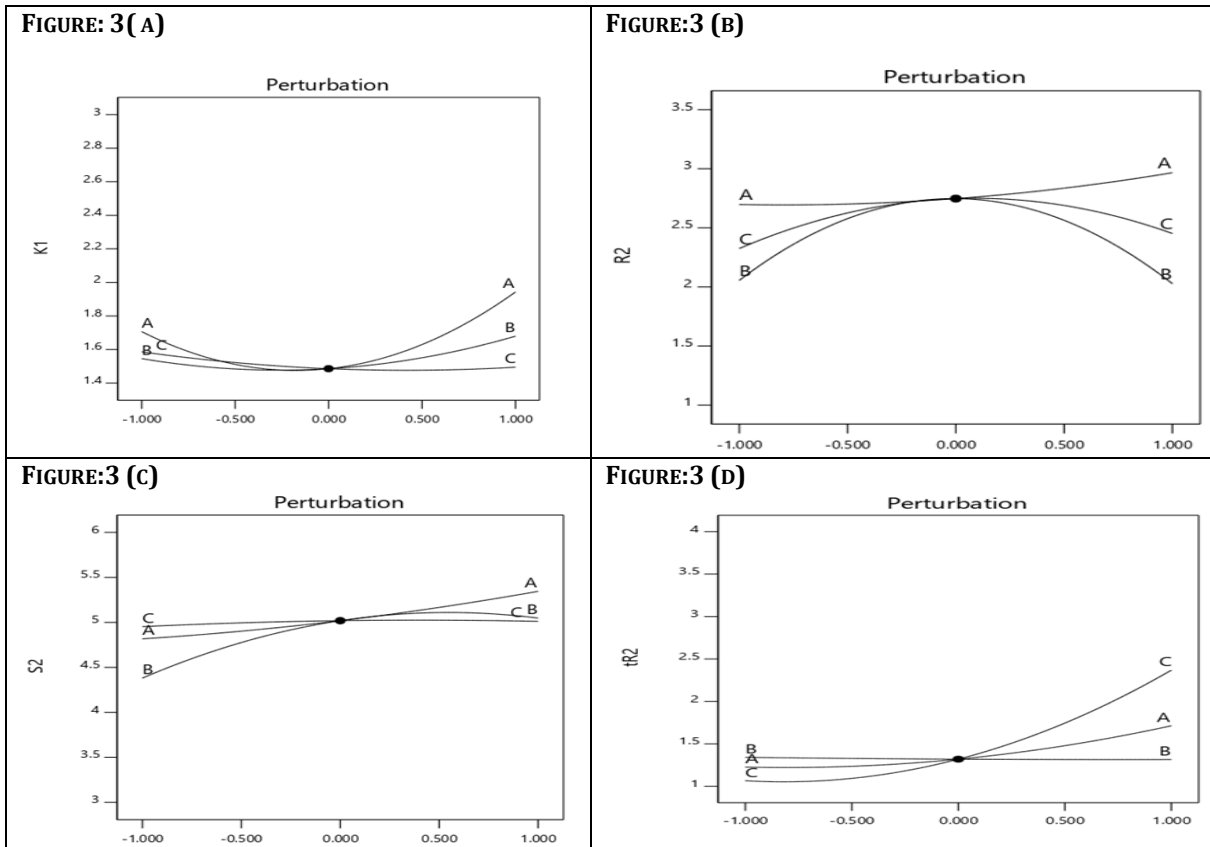 FIGURE: 3( A)
Perturbation
3
2.8
2.6
2.4
2.2
2
1.8
1.6
1.4
K1
A
B
C
A
B
C
-1.000
-0.500
0.000
0.500
1.000
FIGURE:3 (B)
Perturbation
3.5
3
2.5
2
1.5
1
R2
A
C
B
A
C
B
-1.000
-0.500
0.000
0.500
1.000
FIGURE:3 (C)
Perturbation
6
5.5
5
4.5
4
3.5
3
S2
C
A
B
A
C B
-1.000
-0.500
0.000
0.500
1.000
FIGURE:3 (D)
Perturbation
4
3.5
3
2.5
2
1.5
1
tR2
B
A
C
C
A
B
-1.000
-0.500
0.000
0.500
1.000